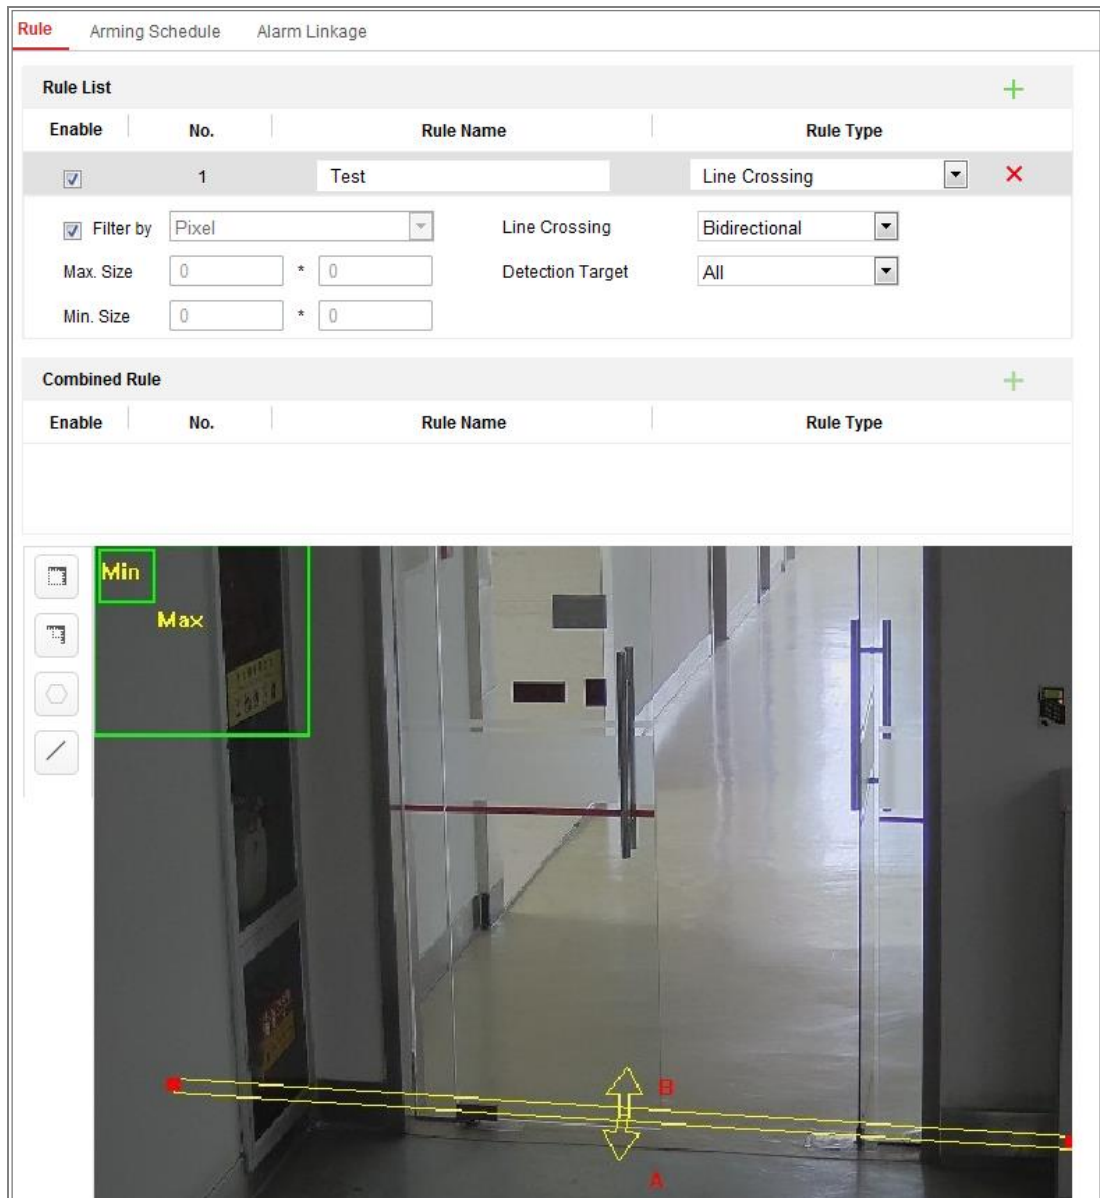 Rule Arming Schedule Alarm Linkage
Rule List
Enable No. Rule Name Rule Type
1 Test Line Crossing
Filter by Pixel Line Crossing Bidirectional
Max. Size 0 * 0 Detection Target All
Min. Size 0 * 0
Combined Rule
Enable No. Rule Name Rule Type
Min
Max
B
A